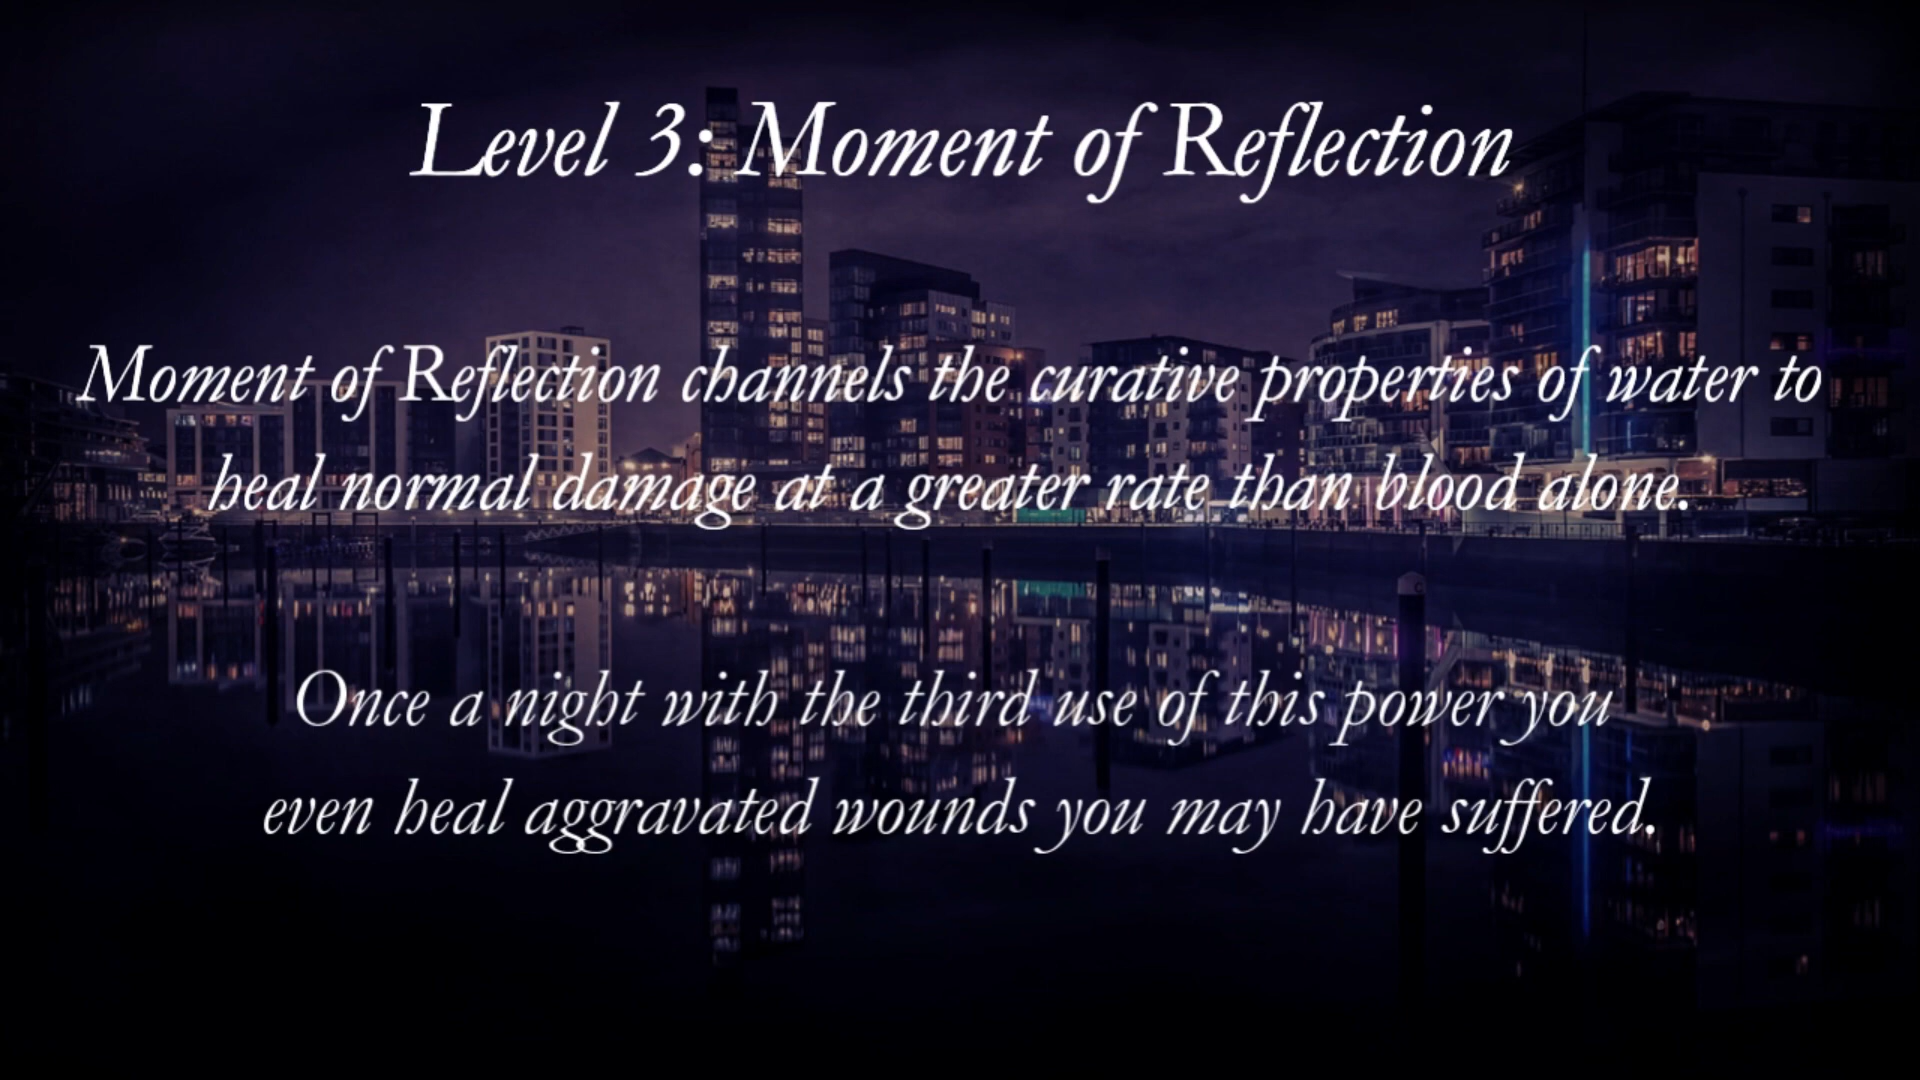 Level 3: Moment of Reflection
Moment of Reflection channels the curative properties of water to
heal normal damage at a greater rate than blood alone.
Once a night with the third use of this power you
even heal aggravated wounds you may have suffered.